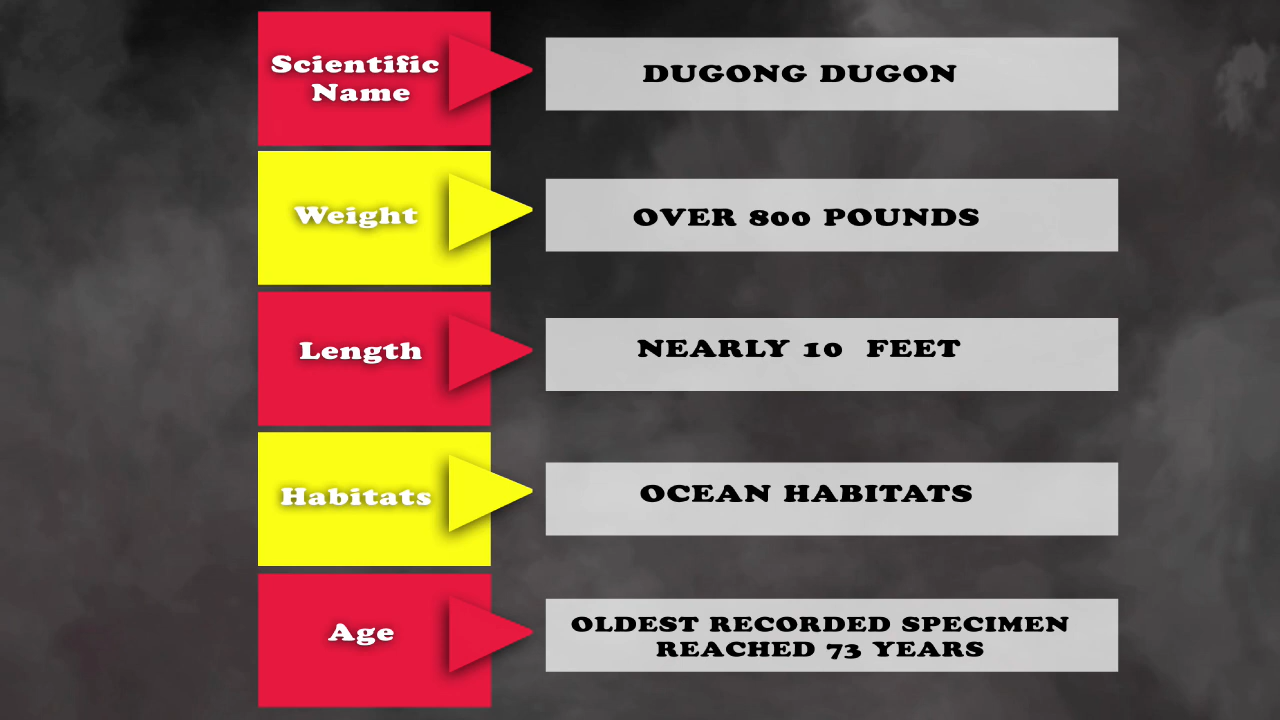 Scientific
Name
DUGONG DUGON
Weight
OVER 800 POUNDS
Length
NEARLY 10 FEET
Habitats
OCEAN HABITATS
Age
OLDEST RECORDED SPECIMEN
REACHED 73 YEARS